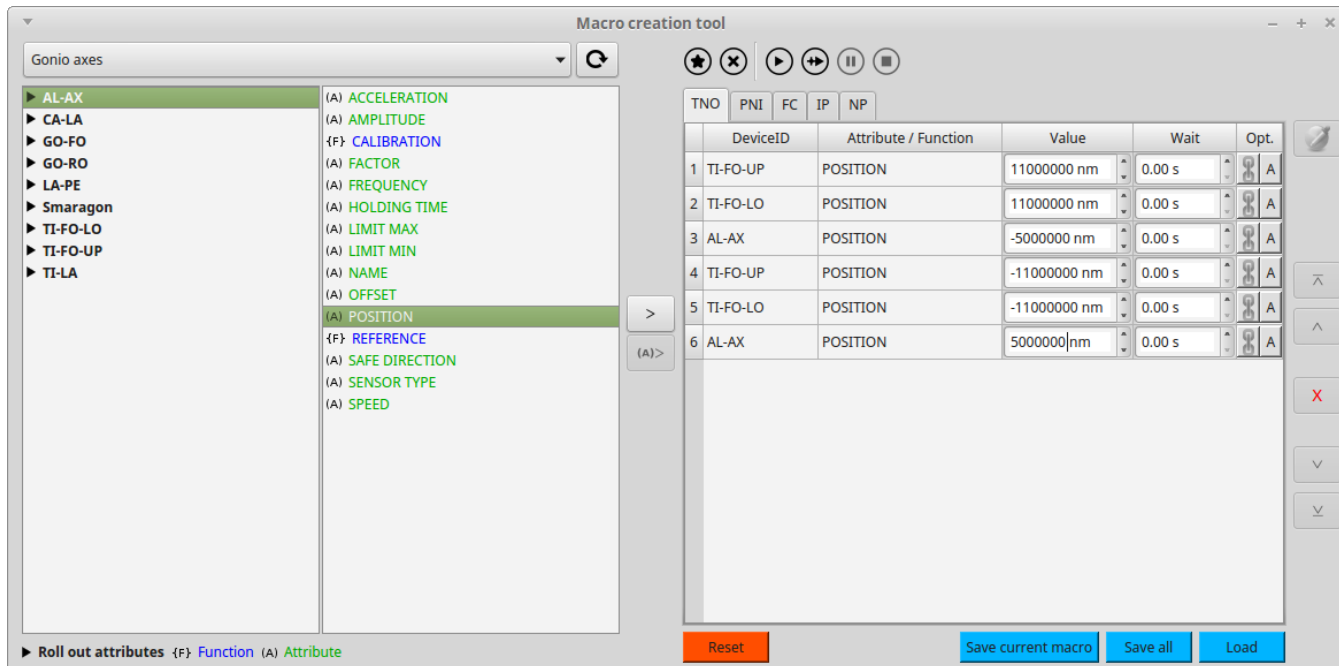 Macro creation tool
Gonio axes
AL-AX
CA-LA
GO-FO
GO-RO
LA-PE
Smaragon
TI-FO-LO
TI-FO-UP
TI-LA
(A) ACCELERATION
(A) AMPLITUDE
{F} CALIBRATION
(A) FACTOR
(A) FREQUENCY
(A) HOLDING TIME
(A) LIMIT MAX
(A) LIMIT MIN
(A) NAME
(A) OFFSET
(A) POSITION
{F} REFERENCE
(A) SAFE DIRECTION
(A) SENSOR TYPE
(A) SPEED
>
(A)>
TNO PNI FC IP NP
DeviceID Attribute / Function Value Wait Opt.
1 TI-FO-UP POSITION 11000000 nm 0.00 s A
2 TI-FO-LO POSITION 11000000 nm 0.00 s A
3 AL-AX POSITION -5000000 nm 0.00 s A
4 TI-FO-UP POSITION -11000000 nm 0.00 s A
5 TI-FO-LO POSITION -11000000 nm 0.00 s A
6 AL-AX POSITION 5000000 nm 0.00 s A
X
Roll out attributes {F} Function (A) Attribute
Reset Save current macro Save all Load